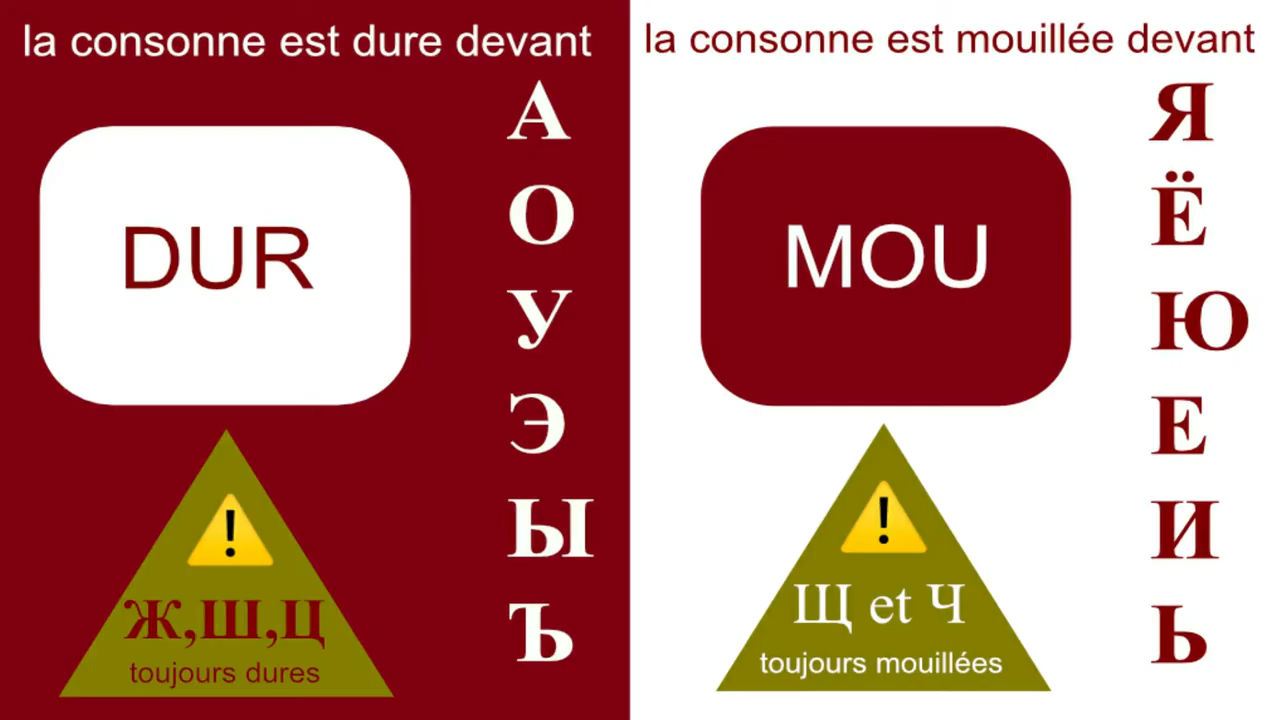 la consonne est dure devant
DUR
А
О
У
Э
Ы
Ъ
Ж,Ш,Ц
toujours dures
la consonne est mouillée devant
MOU
Я
Ё
Ю
Е
И
Ь
Щ et Ч
toujours mouillées